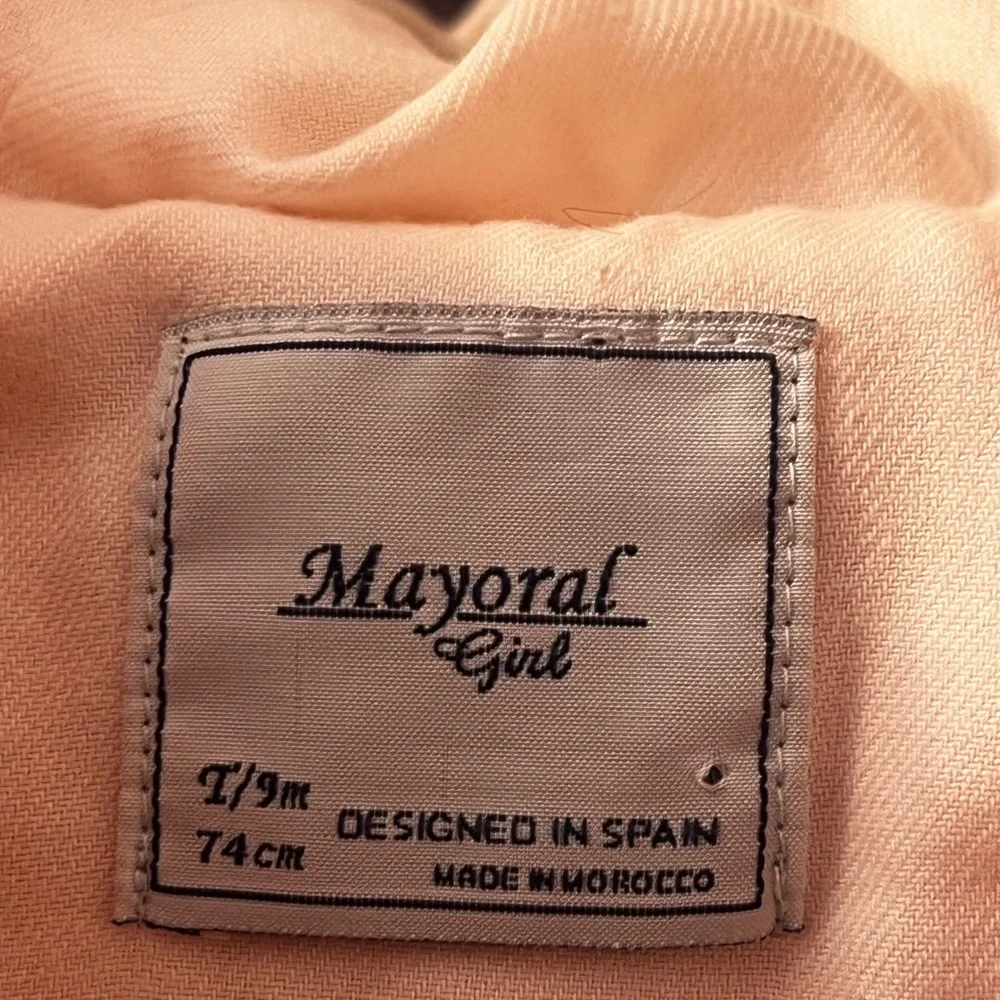 Mayoral
Girl
T/9m
74cm
DESIGNED IN SPAIN
MADE IN MOROCCO